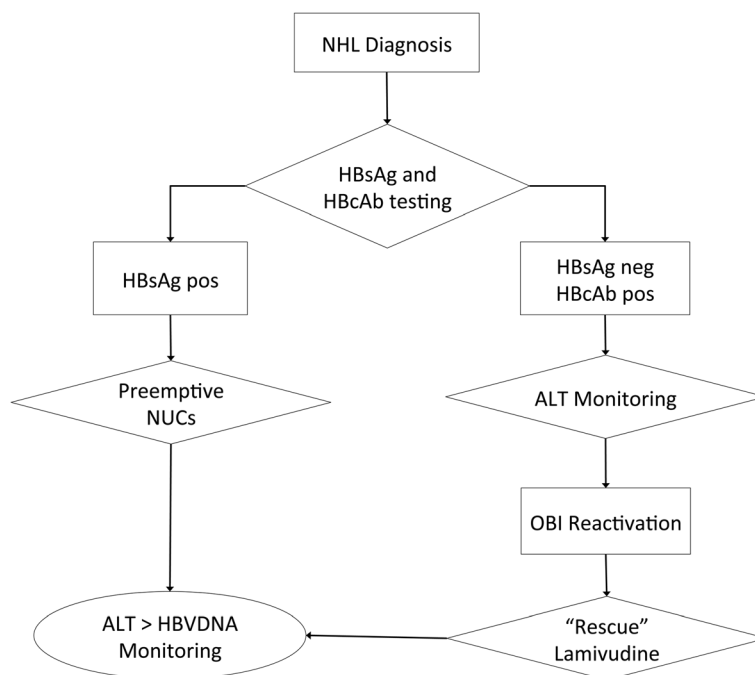 NHL Diagnosis
HBsAg and
HBcAb testing
HBsAg pos
HBsAg neg
HBcAb pos
Preemptive
NUCs
ALT Monitoring
OBI Reactivation
ALT > HBVDNA
Monitoring
“Rescue”
Lamivudine